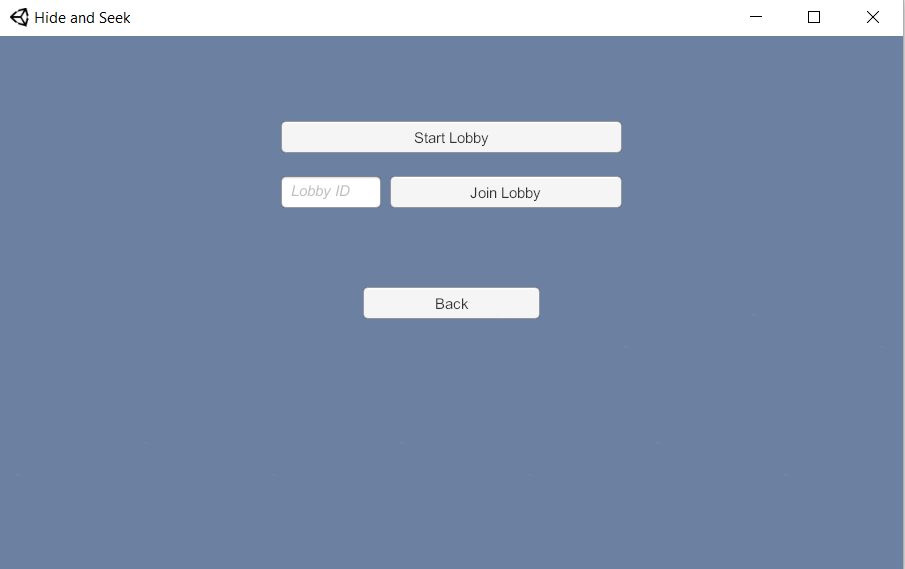 Hide and Seek
Start Lobby
Lobby ID
Join Lobby
Back